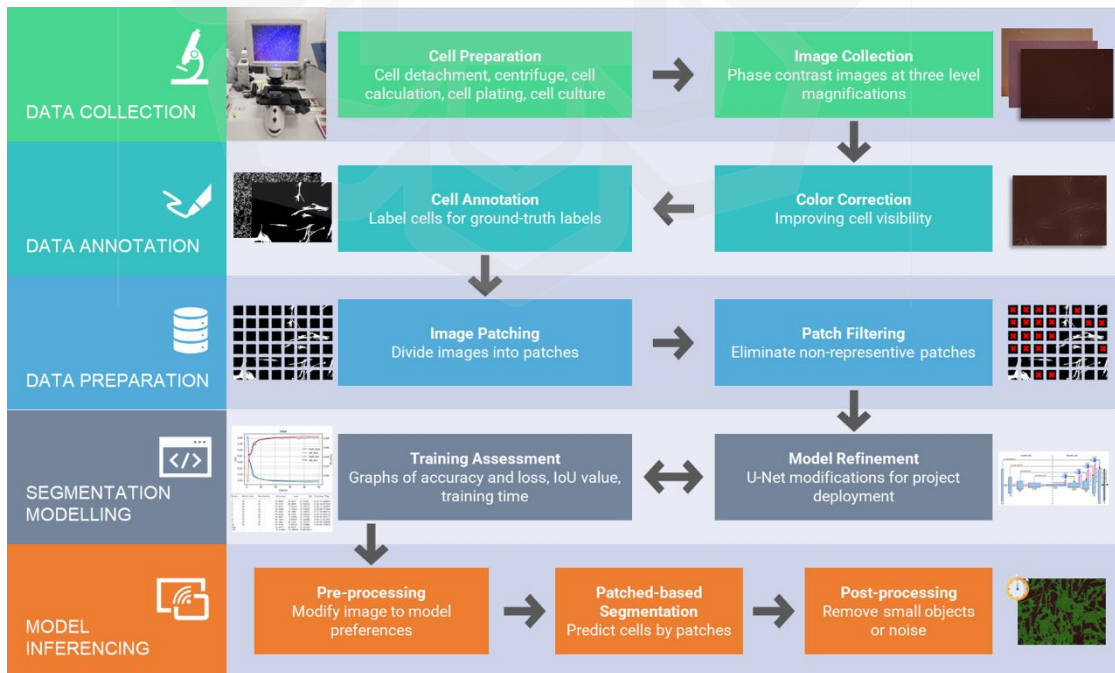 DATA COLLECTION
Cell Preparation
Cell detachment, centrifuge, cell
calculation, cell plating, cell culture
Image Collection
Phase contrast images at three level
magnifications
DATA ANNOTATION
Cell Annotation
Label cells for ground-truth labels
Color Correction
Improving cell visibility
DATA PREPARATION
Image Patching
Divide images into patches
Patch Filtering
Eliminate non-representive patches
SEGMENTATION
MODELLING
Training Assessment
Graphs of accuracy and loss, IoU value,
training time
Model Refinement
U-Net modifications for project
deployment
MODEL
INFERENCING
Pre-processing
Modify image to model
preferences
Patched-based
Segmentation
Predict cells by patches
Post-processing
Remove small objects
or noise